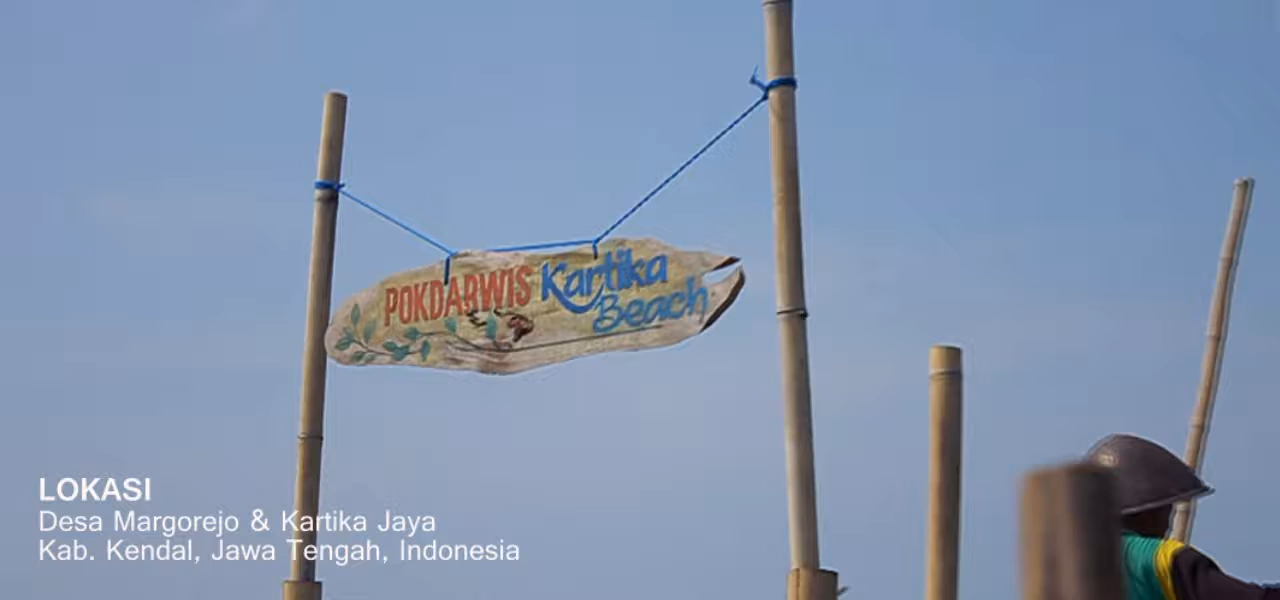 POKDARWIS Kartika
Beach
LOKASI
Desa Margorejo & Kartika Jaya
Kab. Kendal, Jawa Tengah, Indonesia